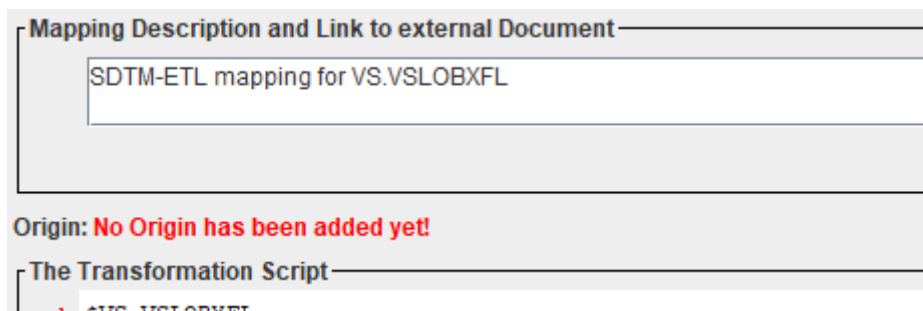 Mapping Description and Link to external Document
SDTM-ETL mapping for VS.VSLOBXFL
Origin: No Origin has been added yet!
The Transformation Script